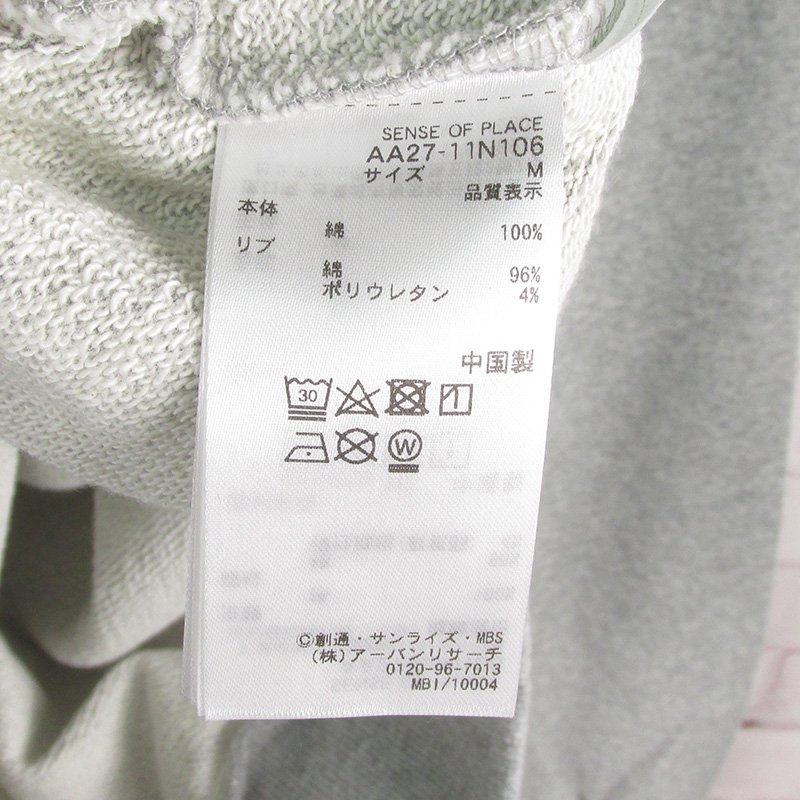 SENSE OF PLACE
AA27-11N106
サイズ M
品質表示
本体
綿 100%
リブ
綿 96%
ポリウレタン 4%
中国製
30
W
©創通・サンライズ・MBS
(株)アーバンリサーチ
0120-96-7013
MBI/10004